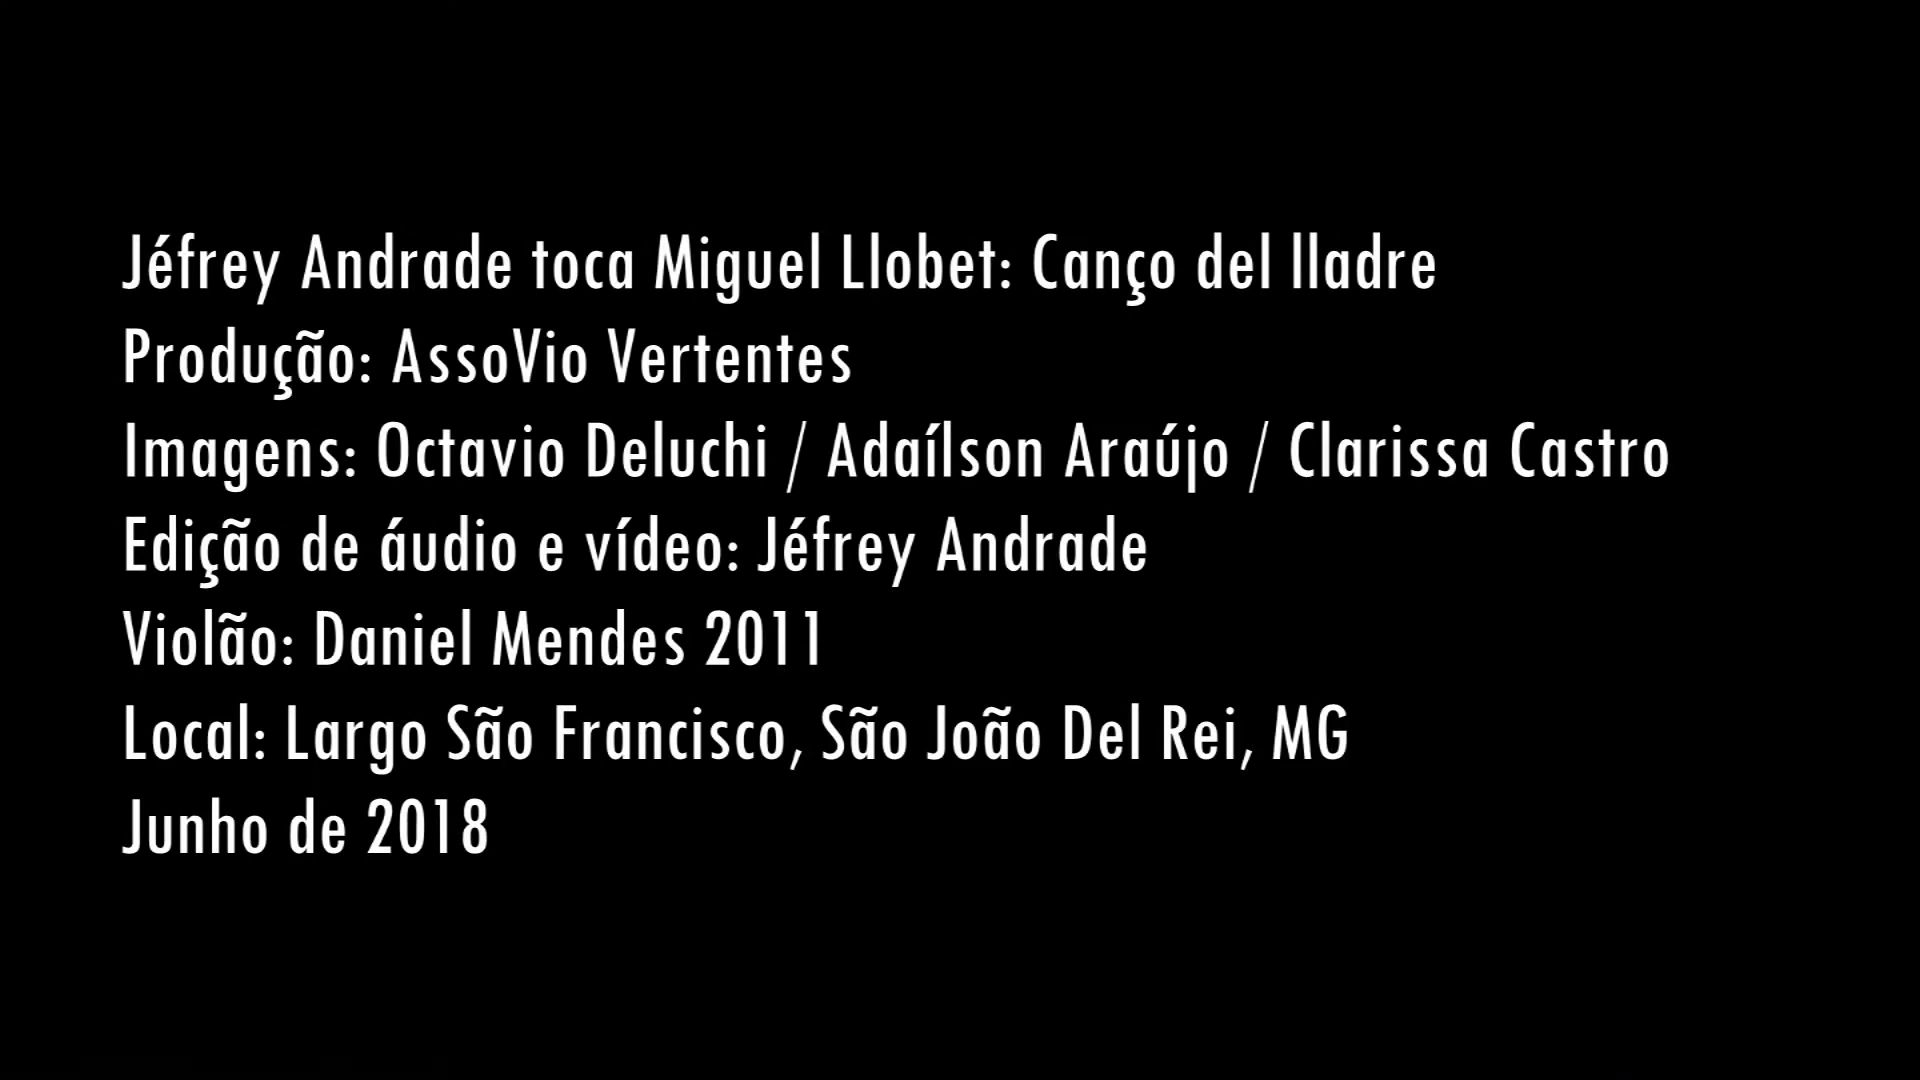 Jéfrey Andrade toca Miguel Llobet: Canço del lladre
Produção: AssoVio Vertentes
Imagens: Octavio Deluchi / Adaílson Araújo / Clarissa Castro
Edição de áudio e vídeo: Jéfrey Andrade
Violão: Daniel Mendes 2011
Local: Largo São Francisco, São João Del Rei, MG
Junho de 2018